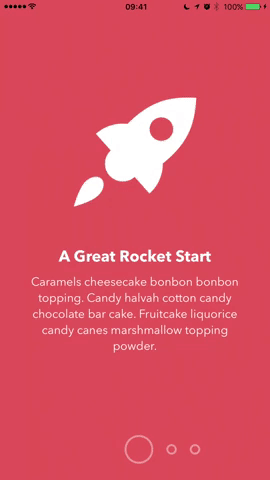 09:41
100%
A Great Rocket Start
Caramels cheesecake bonbon bonbon
topping. Candy halvah cotton candy
chocolate bar cake. Fruitcake liquorice
candy canes marshmallow topping
powder.